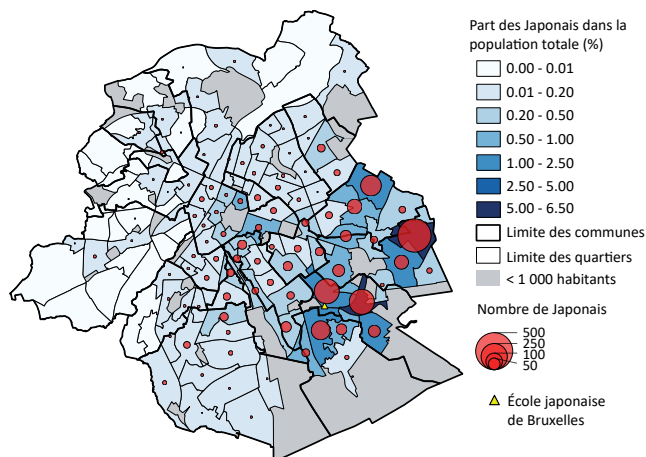 Part des Japonais dans la
population totale (%)
0.00 - 0.01
0.01 - 0.20
0.20 - 0.50
0.50 - 1.00
1.00 - 2.50
2.50 - 5.00
5.00 - 6.50
Limite des communes
Limite des quartiers
< 1 000 habitants
Nombre de Japonais
500
250
100
50
École japonaise
de Bruxelles